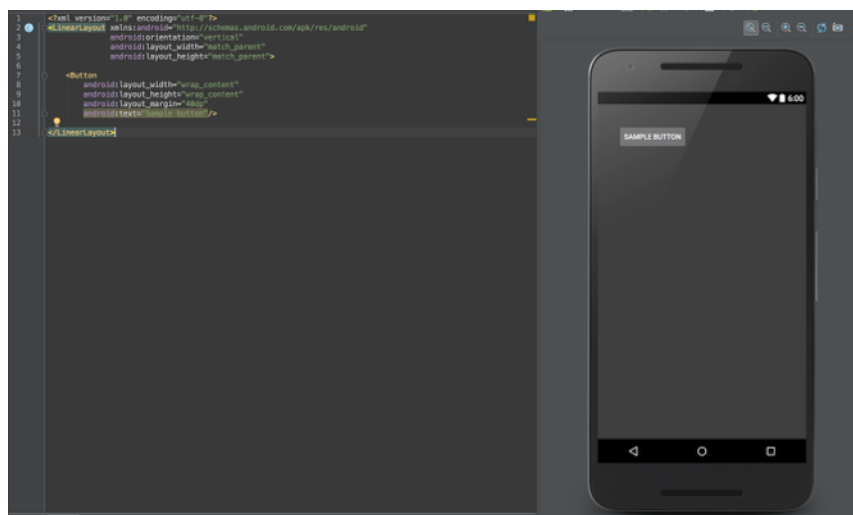 1 <?xml version="1.0" encoding="utf-8"?>
2 <LinearLayout xmlns:android="http://schemas.android.com/apk/res/android"
3 android:orientation="vertical"
4 android:layout_width="match_parent"
5 android:layout_height="match_parent">
6
7 <Button
8 android:layout_width="wrap_content"
9 android:layout_height="wrap_content"
10 android:layout_margin="40dp"
11 android:text="Sample button"/>
12
13 </LinearLayout>
6:00
SAMPLE BUTTON